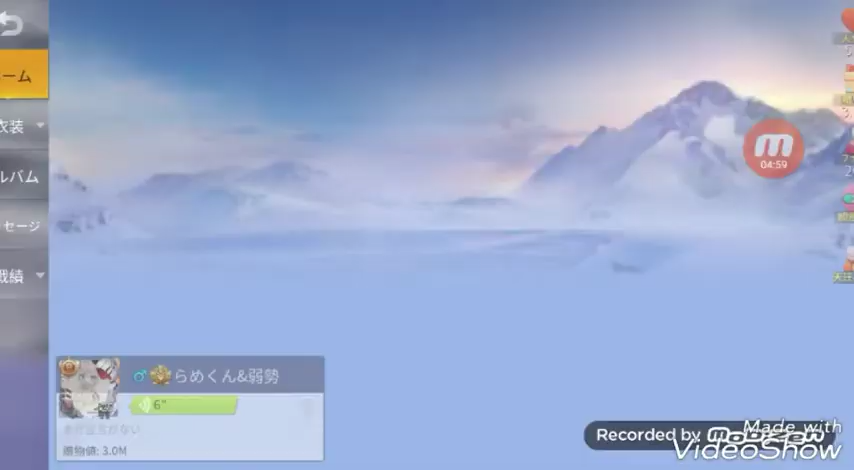 ーム
衣装
ルバム
セージ
戦績
04:59
らめくん&弱勢
6"
贈物値: 3.0M
Recorded by MOBIZEN
Made with
VideoShow